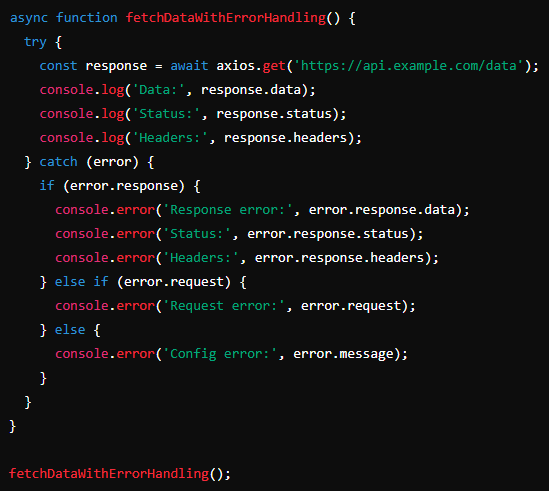 async function fetchDataWithErrorHandling() {
  try {
    const response = await axios.get('https://api.example.com/data');
    console.log('Data:', response.data);
    console.log('Status:', response.status);
    console.log('Headers:', response.headers);
  } catch (error) {
    if (error.response) {
      console.error('Response error:', error.response.data);
      console.error('Status:', error.response.status);
      console.error('Headers:', error.response.headers);
    } else if (error.request) {
      console.error('Request error:', error.request);
    } else {
      console.error('Config error:', error.message);
    }
  }
}

fetchDataWithErrorHandling();